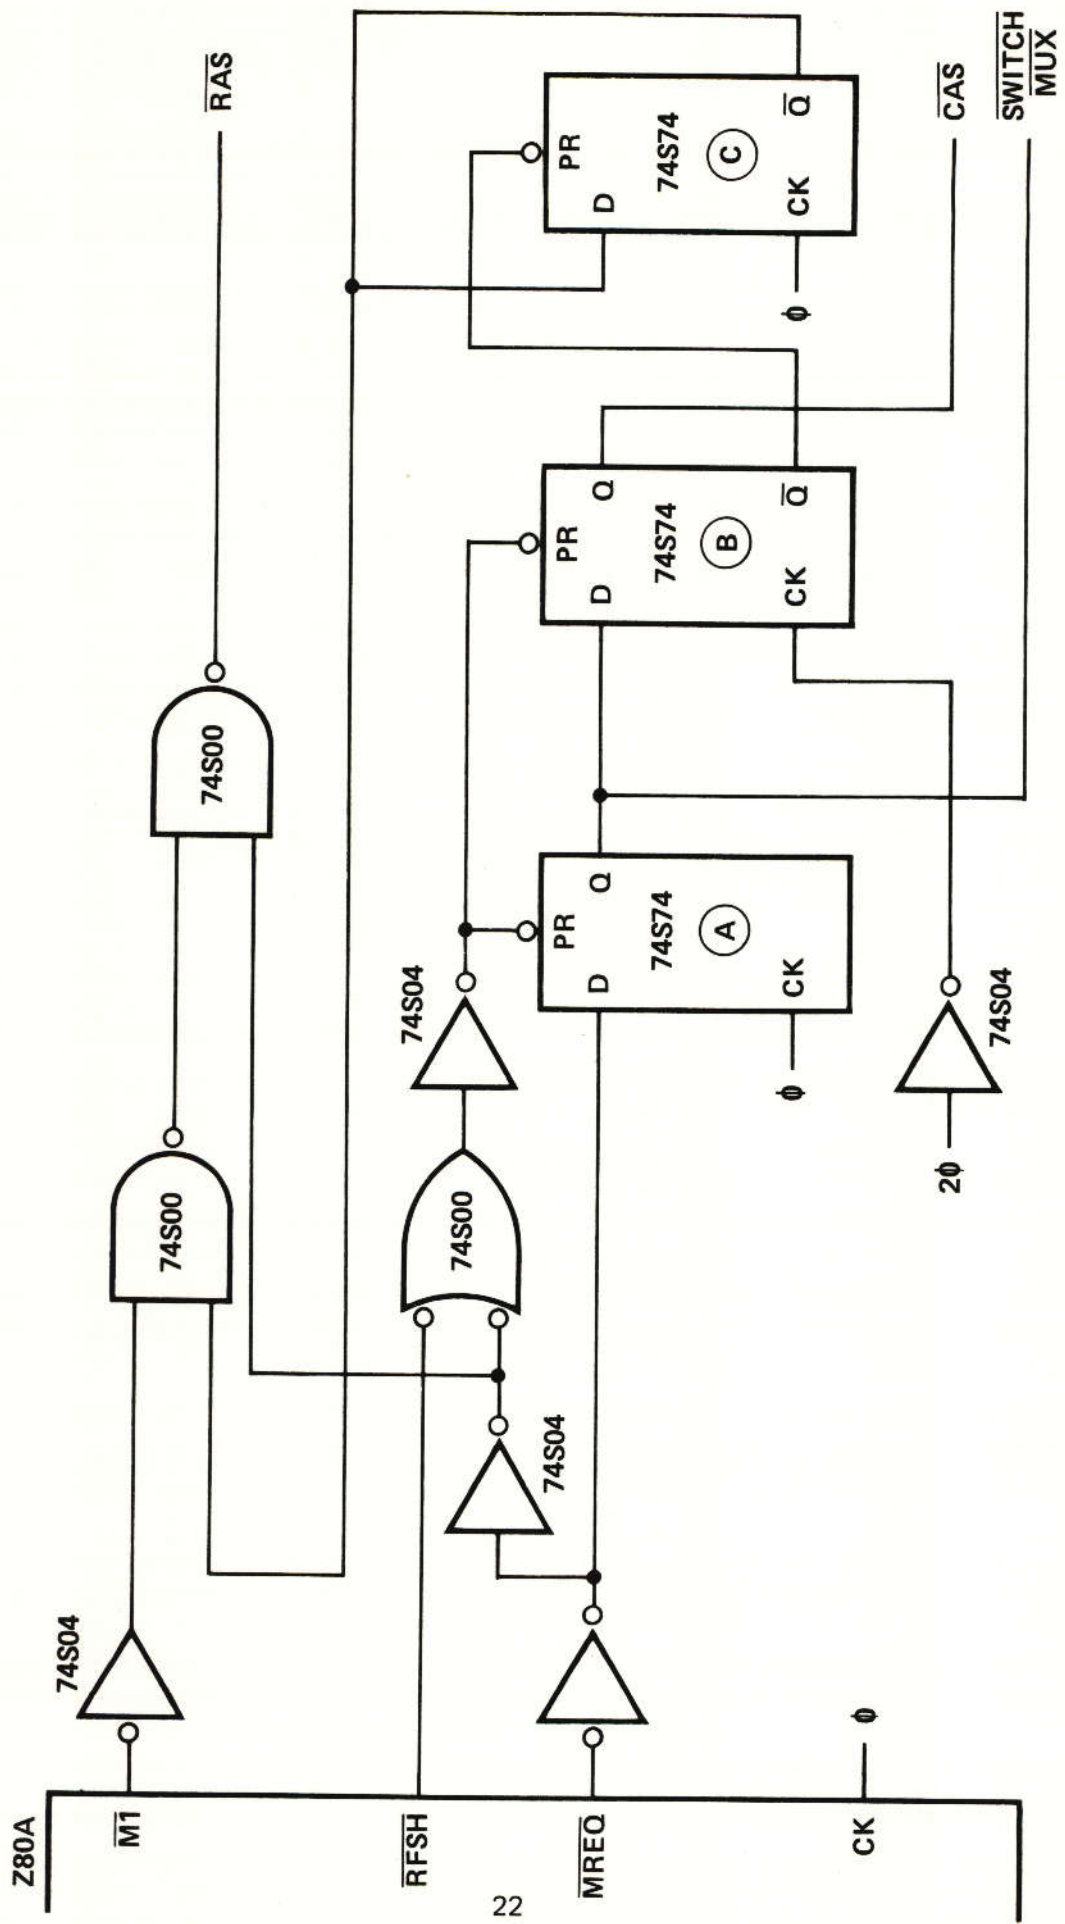 Z80A
M1
RFSH
MREQ
CK
ϕ
74S04
74S00
74S00
RAS
74S04
74S00
74S04
2ϕ
74S04
D
PR
Q
74S74
A
CK
ϕ
D
PR
Q
74S74
B
CK
Q
D
PR
74S74
C
CK
Q
ϕ
CAS
SWITCH
MUX
22